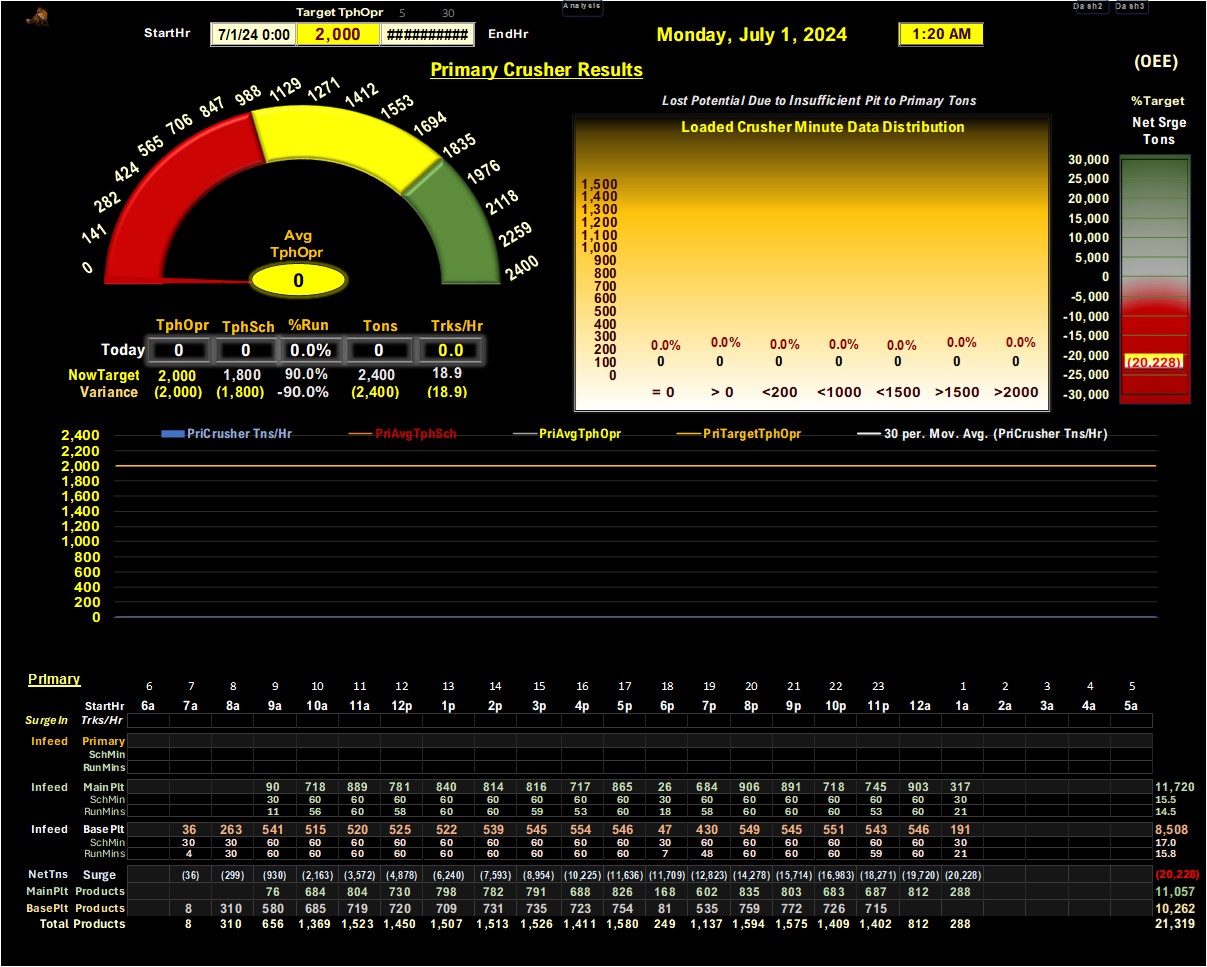 Analysis Dash2 Dash3
Target TphOpr 5 30
StartHr 7/1/24 0:00 2,000 ########## EndHr Monday, July 1, 2024 1:20 AM
Primary Crusher Results
(OEE)
Lost Potential Due to Insufficient Pit to Primary Tons
%Target
Net Srge
Tons
0 141 282 424 565 706 847 988 1129 1271 1412 1553 1694 1835 1976 2118 2259 2400
Avg
TphOpr
0
Loaded Crusher Minute Data Distribution
1,500
1,400
1,300
1,200
1,100
1,000
900
800
700
600
500
400
300
200
100
0
0.0% 0.0% 0.0% 0.0% 0.0% 0.0% 0.0%
0 0 0 0 0 0 0
= 0 > 0 <200 <1000 <1500 >1500 >2000
30,000
25,000
20,000
15,000
10,000
5,000
0
-5,000
-10,000
-15,000
-20,000
-25,000
-30,000
(20,228)
TphOpr TphSch %Run Tons Trks/Hr
Today 0 0 0.0% 0 0.0
NowTarget 2,000 1,800 90.0% 2,400 18.9
Variance (2,000) (1,800) -90.0% (2,400) (18.9)
PriCrusher Tns/Hr PriAvgTphSch PriAvgTphOpr PriTargetTphOpr 30 per. Mov. Avg. (PriCrusher Tns/Hr)
2,400
2,200
2,000
1,800
1,600
1,400
1,200
1,000
800
600
400
200
0
Primary
6 7 8 9 10 11 12 13 14 15 16 17 18 19 20 21 22 23 1 2 3 4 5
StartHr 6a 7a 8a 9a 10a 11a 12p 1p 2p 3p 4p 5p 6p 7p 8p 9p 10p 11p 12a 1a 2a 3a 4a 5a
SurgeIn Trks/Hr
Infeed Primary
SchMin
RunMins
Infeed MainPlt 90 718 889 781 840 814 816 717 865 26 684 906 891 718 745 903 317 11,720
SchMin 30 60 60 60 60 60 60 60 60 30 60 60 60 60 60 60 30 15.5
RunMins 11 56 60 58 60 60 59 53 60 18 58 60 60 60 53 60 21 14.5
Infeed BasePlt 36 263 541 515 520 525 522 539 545 554 546 47 430 549 545 551 543 546 191 8,508
SchMin 30 30 60 60 60 60 60 60 60 60 60 30 60 60 60 60 60 60 30 17.0
RunMins 4 30 60 60 60 60 60 60 60 60 60 7 48 60 60 60 59 60 21 15.8
NetTns Surge (36) (299) (930) (2,163) (3,572) (4,878) (6,240) (7,593) (8,954) (10,225) (11,636) (11,709) (12,823) (14,278) (15,714) (16,983) (18,271) (19,720) (20,228) (20,228)
MainPlt Products 76 684 804 730 798 782 791 688 826 168 602 835 803 683 687 812 288 11,057
BasePlt Products 8 310 580 685 719 720 709 731 735 723 754 81 535 759 772 726 715 10,262
Total Products 8 310 656 1,369 1,523 1,450 1,507 1,513 1,526 1,411 1,580 249 1,137 1,594 1,575 1,409 1,402 812 288 21,319